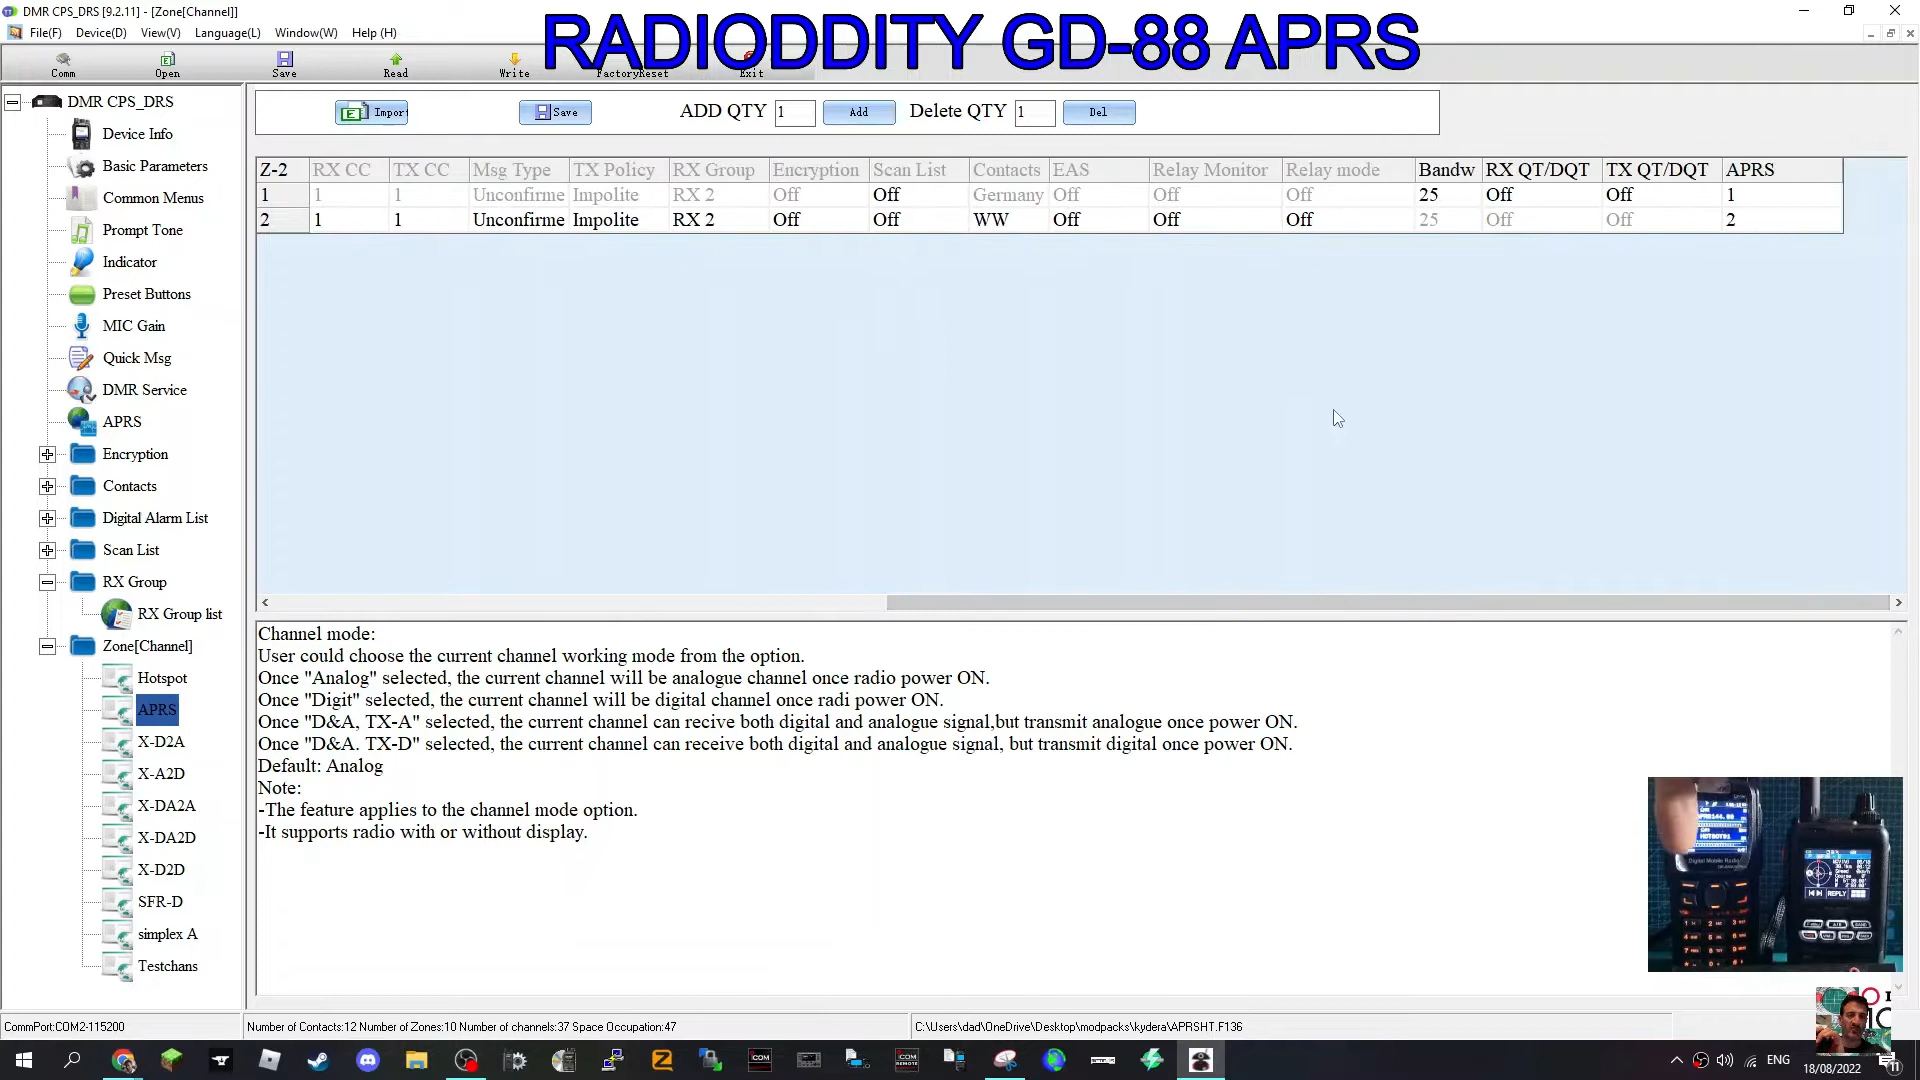 DMR CPS_DRS [9.2.11] - [Zone[Channel]]
RADIODDITY GD-88 APRS
File(F) Device(D) View(V) Language(L) Window(W) Help (H)
Comm Open Save Read Write FactoryReset Exit
DMR CPS_DRS
Device Info
Basic Parameters
Common Menus
Prompt Tone
Indicator
Preset Buttons
MIC Gain
Quick Msg
DMR Service
APRS
Encryption
Contacts
Digital Alarm List
Scan List
RX Group
RX Group list
Zone[Channel]
Hotspot
APRS
X-D2A
X-A2D
X-DA2A
X-DA2D
X-D2D
SFR-D
simplex A
Testchans
Import Save ADD QTY 1 Add Delete QTY 1 Del
Z-2 RX CC TX CC Msg Type TX Policy RX Group Encryption Scan List Contacts EAS Relay Monitor Relay mode Bandw RX QT/DQT TX QT/DQT APRS
1 1 1 Unconfirme Impolite RX 2 Off Off Germany Off Off Off 25 Off Off 1
2 1 1 Unconfirme Impolite RX 2 Off Off WW Off Off Off 25 Off Off 2
Channel mode:
User could choose the current channel working mode from the option.
Once "Analog" selected, the current channel will be analogue channel once radio power ON.
Once "Digit" selected, the current channel will be digital channel once radi power ON.
Once "D&A, TX-A" selected, the current channel can recive both digital and analogue signal,but transmit analogue once power ON.
Once "D&A. TX-D" selected, the current channel can receive both digital and analogue signal, but transmit digital once power ON.
Default: Analog
Note:
-The feature applies to the channel mode option.
-It supports radio with or without display.
Digital Mobile Radio
REPLY
CommPort:COM2-115200
Number of Contacts:12 Number of Zones:10 Number of channels:37 Space Occupation:47
C:\Users\dad\OneDrive\Desktop\modpacks\kydera\APRSHT.F136
ENG
18/08/2022
11